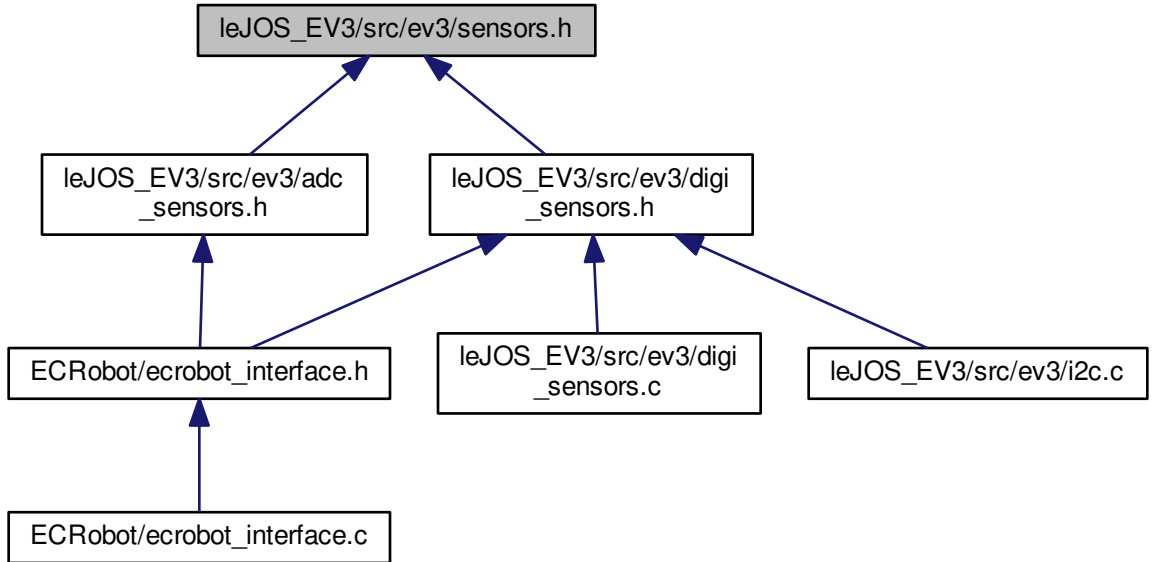 leJOS_EV3/src/ev3/sensors.h
leJOS_EV3/src/ev3/adc
_sensors.h
leJOS_EV3/src/ev3/digi
_sensors.h
ECRobot/ecrobot_interface.h
leJOS_EV3/src/ev3/digi
_sensors.c
leJOS_EV3/src/ev3/i2c.c
ECRobot/ecrobot_interface.c